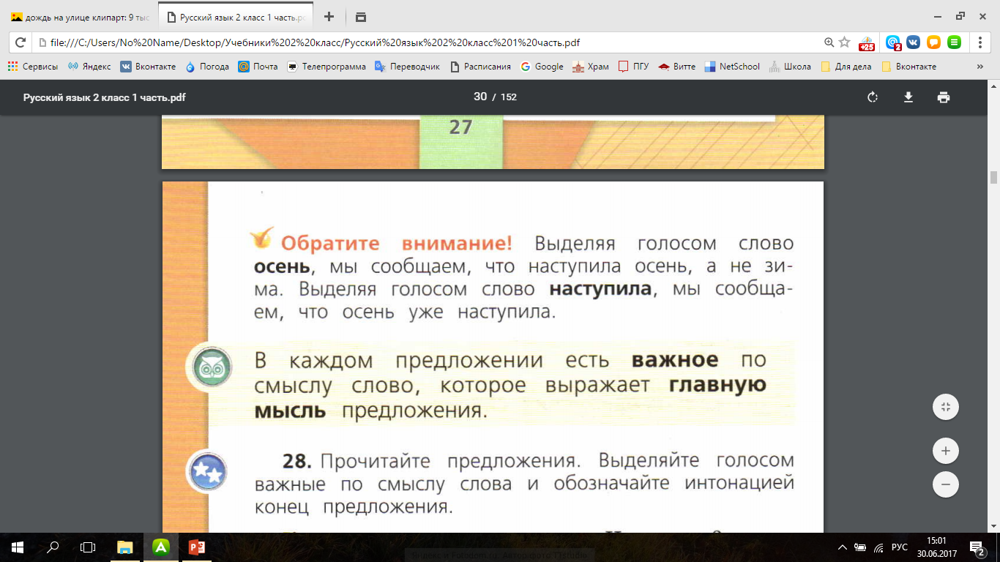 дождь на улице клипарт: 9 тыс
Русский язык 2 класс 1 часть.pd
file:///C:/Users/No%20Name/Desktop/Учебники%202%20класс/Русский%20язык%202%20класс%201%20часть.pdf
+25
2
Сервисы Яндекс Вконтакте Погода Почта Телепрограмма Переводчик Расписания Google Храм ПГУ Витте NetSchool Школа Для дела Вконтакте »
Русский язык 2 класс 1 часть.pdf 30 / 152
27
Обратите внимание! Выделяя голосом слово
осень, мы сообщаем, что наступила осень, а не зи-
ма. Выделяя голосом слово наступила, мы сообща-
ем, что осень уже наступила.
В каждом предложении есть важное по
смыслу слово, которое выражает главную
мысль предложения.
28. Прочитайте предложения. Выделяйте голосом
важные по смыслу слова и обозначайте интонацией
конец предложения.
РУС
15:01
30.06.2017
2